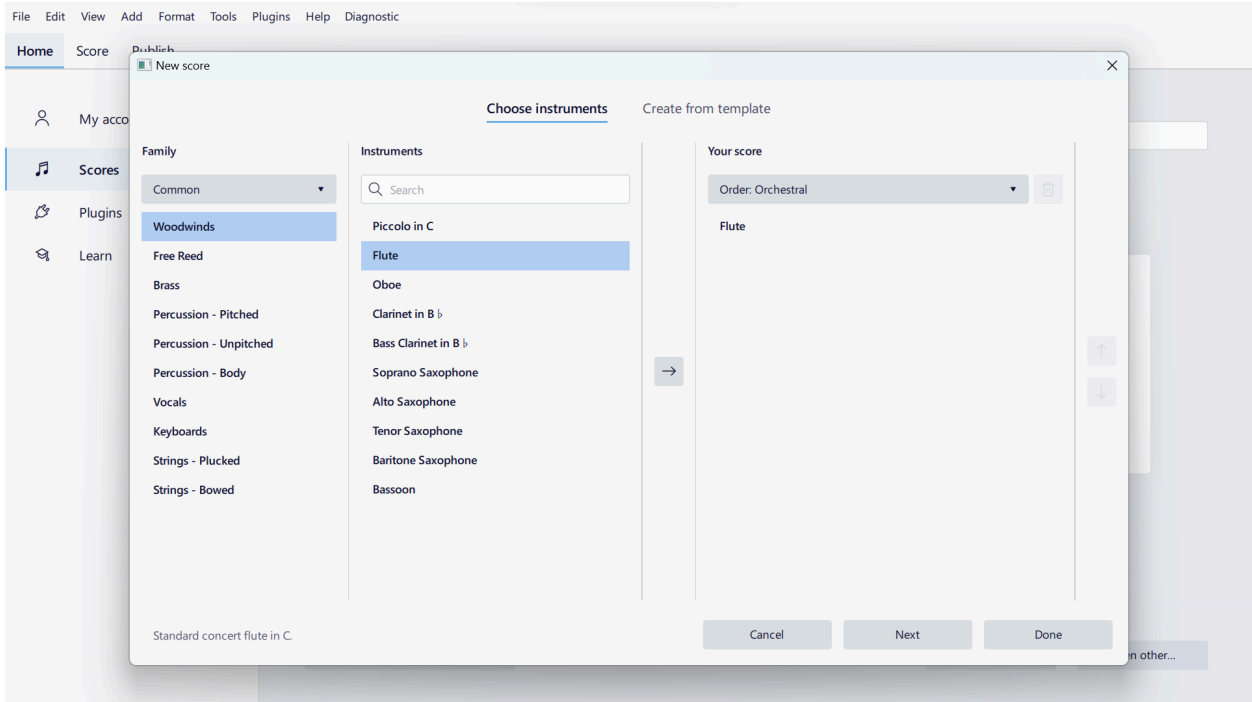 File Edit View Add Format Tools Plugins Help Diagnostic
Home Score Publish
New score
My acco
Scores
Plugins
Learn
Choose instruments Create from template
Family
Common
Woodwinds
Free Reed
Brass
Percussion - Pitched
Percussion - Unpitched
Percussion - Body
Vocals
Keyboards
Strings - Plucked
Strings - Bowed
Instruments
Search
Piccolo in C
Flute
Oboe
Clarinet in B ♭
Bass Clarinet in B ♭
Soprano Saxophone
Alto Saxophone
Tenor Saxophone
Baritone Saxophone
Bassoon
Your score
Order: Orchestral
Flute
Standard concert flute in C.
Cancel Next Done
en other...